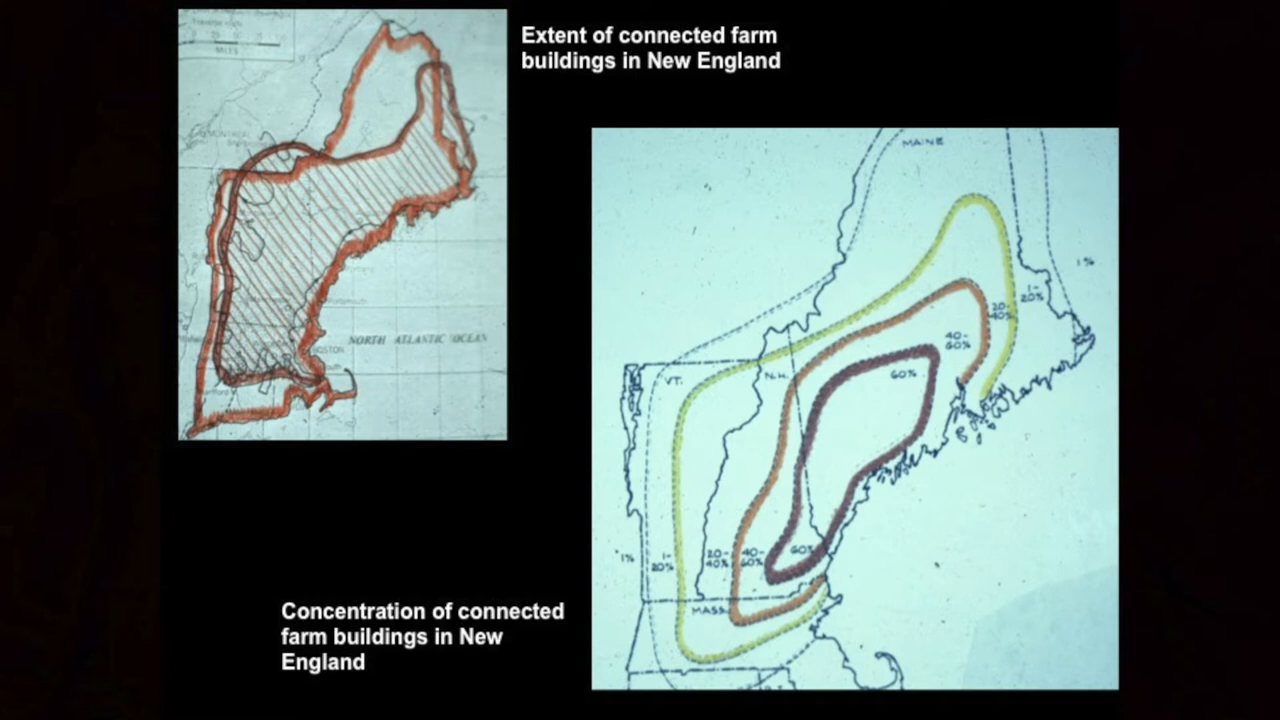 Extent of connected farm
buildings in New England
MILES
NORTH ATLANTIC OCEAN
BOSTON
MAINE
1%
1-
20%
20-
40%
40-
60%
60%
VT.
N.H.
60%
1%
1-
20%
20-
40%
40-
60%
MASS.
Concentration of connected
farm buildings in New
England